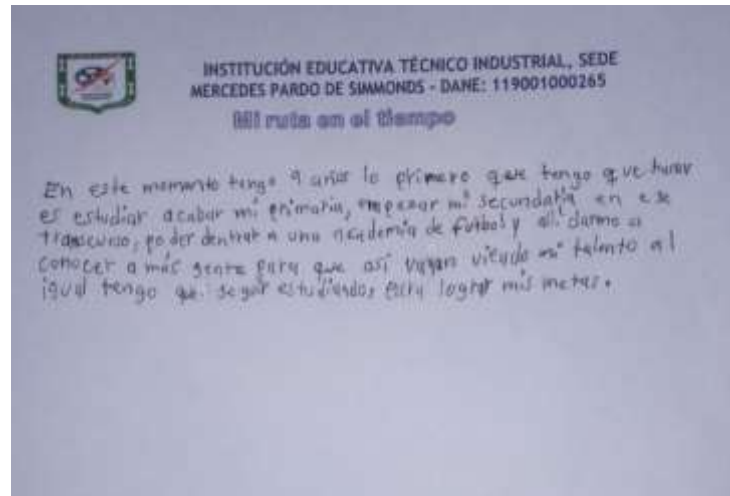 INSTITUCIÓN EDUCATIVA TÉCNICO INDUSTRIAL, SEDE
MERCEDES PARDO DE SIMMONDS - DANE: 119001000265
Mi ruta en el tiempo
En este momento tengo 9 años lo primero que tengo que hacer
es estudiar acabar mi primaria, empezar mi secundaria en ese
transcurso, poder dentrar a una academia de futbol y allí darme a
conocer a más gente para que así vayan viendo mi talento al
igual tengo que seguir estudiando, para lograr mis metas.